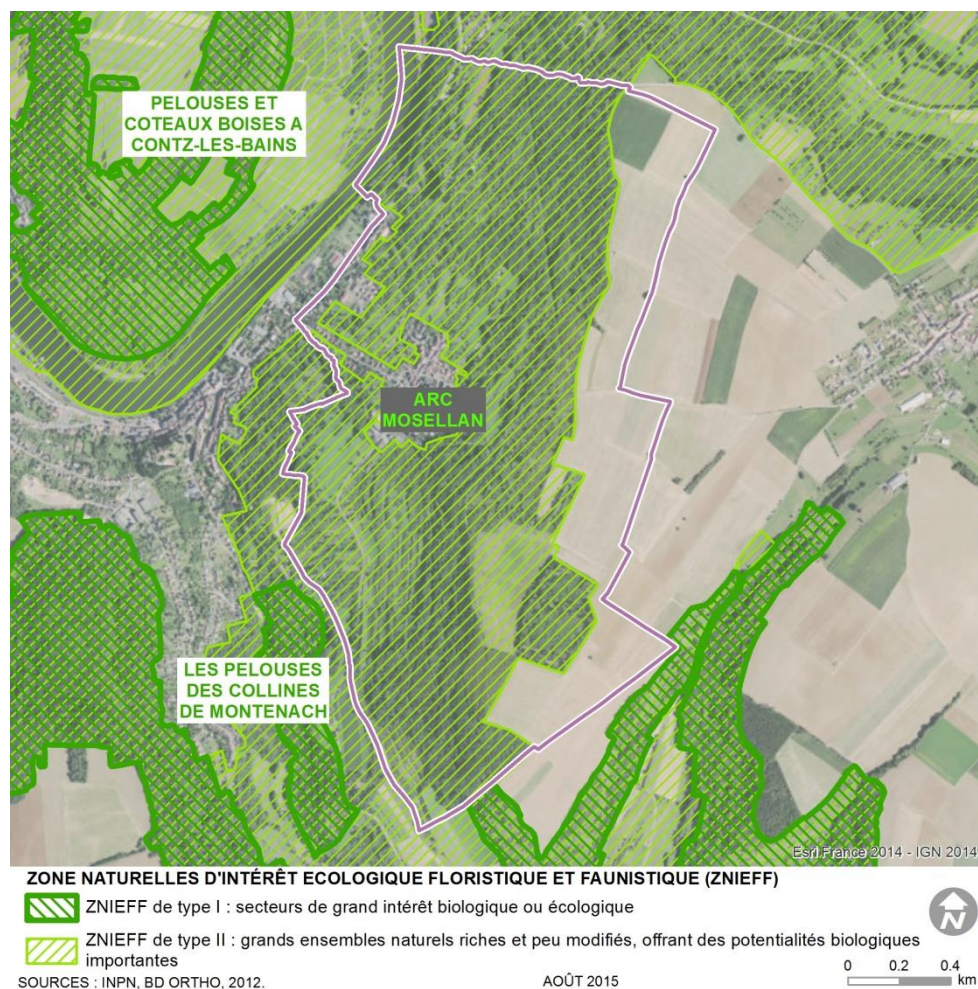 PELOUSES ET
COTEAUX BOISES A
CONTZ-LES-BAINS
ARC
MOSELLAN
LES PELOUSES
DES COLLINES
DE MONTENACH
Esri France 2014 - IGN 2014
ZONE NATURELLES D'INTÉRÊT ECOLOGIQUE FLORISTIQUE ET FAUNISTIQUE (ZNIEFF)
ZNIEFF de type I : secteurs de grand intérêt biologique ou écologique
ZNIEFF de type II : grands ensembles naturels riches et peu modifiés, offrant des potentialités biologiques
importantes
N
SOURCES : INPN, BD ORTHO, 2012.
AOÛT 2015
0 0.2 0.4
km